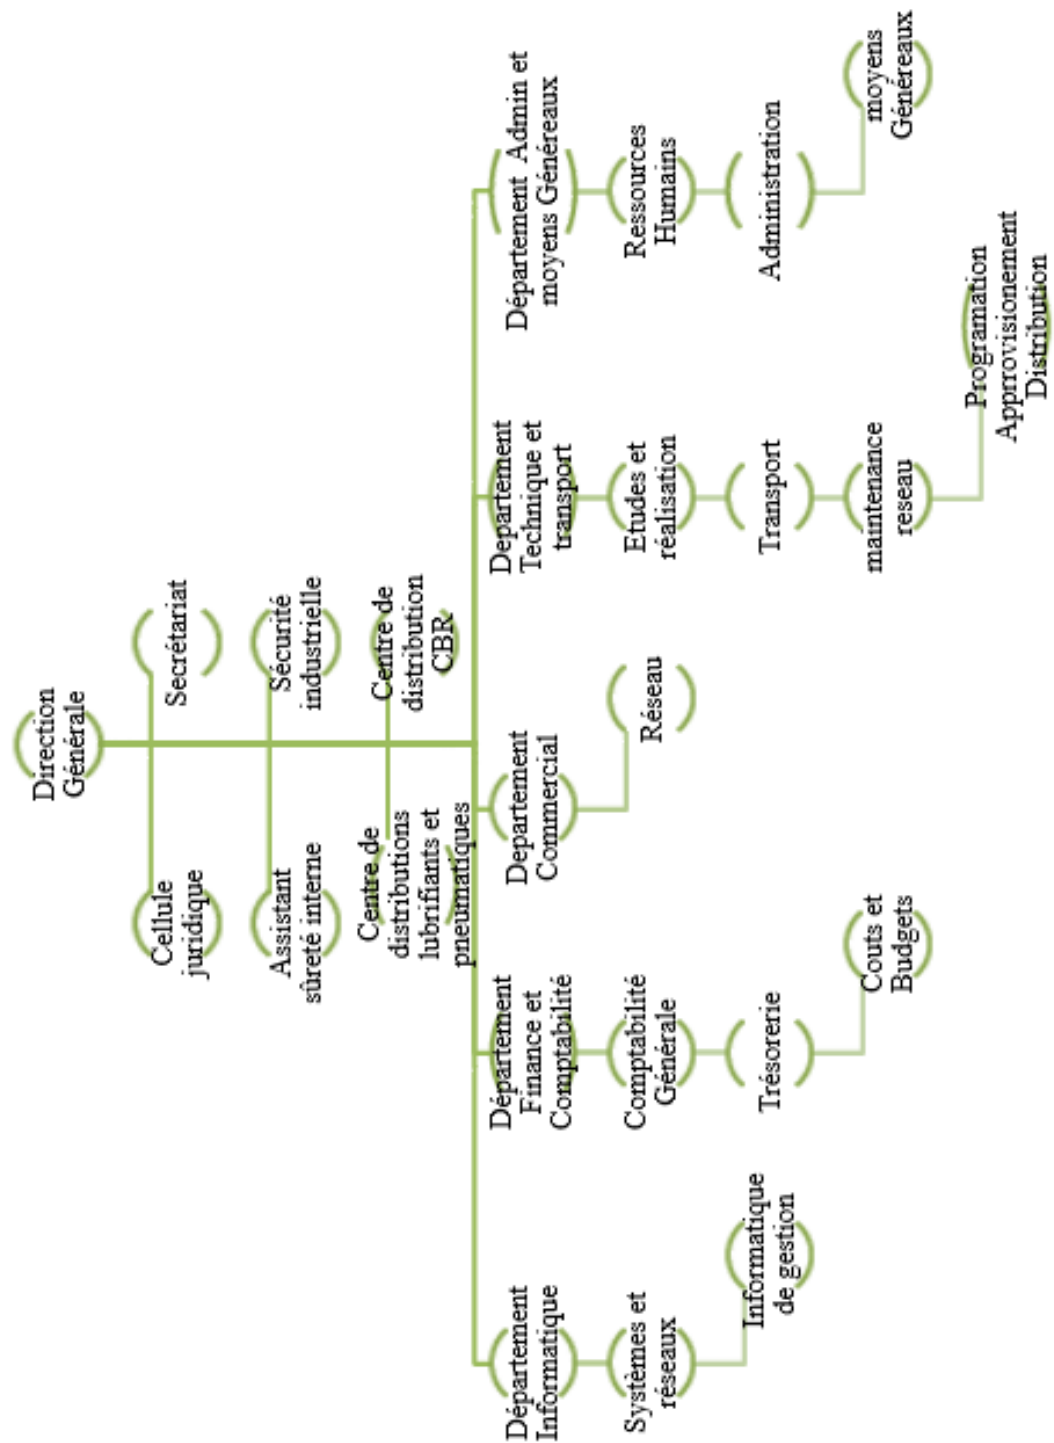 Direction
Générale
Cellule
juridique
Secrétariat
Assistant
sûreté interne
Sécurité
industrielle
Centre de
distributions
lubrifiants et
pneumatiques
Centre de
distribution
CBR
Département
Informatique
Systèmes et
réseaux
Informatique
de gestion
Département
Finance et
Comptabilité
Comptabilité
Générale
Trésorerie
Couts et
Budgets
Departement
Commercial
Réseau
Departement
Technique et
transport
Etudes et
réalisation
Transport
maintenance
reseau
Programation
Apprrovisionement
Distribution
Département Admin et
moyens Généreaux
Ressources
Humains
Administration
moyens
Généreaux